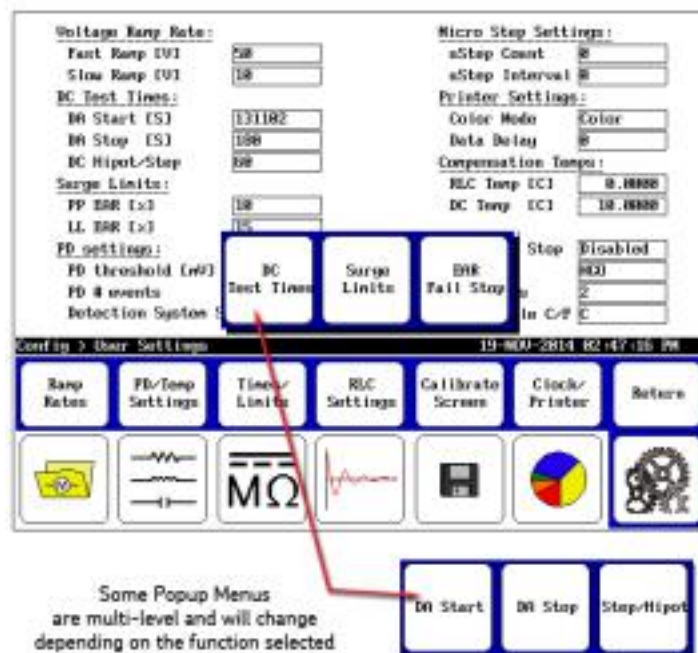 Voltage Ramp Rate:
Fast Ramp [V] 50
Slow Ramp [V] 10
DC Test Times:
DA Start [S] 131102
DA Stop [S] 180
DC Hipot/Step 60
Surge Limits:
PP EAR [%] 10
LL EAR [%] 15
PD settings:
PD threshold [mV]
PD # events
Detection System S
Micro Step Settings:
uStep Count 0
uStep Interval 0
Printer Settings:
Color Mode Color
Data Delay 0
Compensation Temps:
RLC Temp [C] 0.0000
DC Temp [C] 10.0000
Stop Disabled
2
in C/F C
DC Test Times
Surge Limits
EAR Fail Stop
Config > User Settings 19-NOV-2014 02:47:16 PM
Ramp Rates
PD/Temp Settings
Times/ Limits
RLC Settings
Calibrate Screen
Clock/ Printer
Return
M
MΩ
DA Start
DA Stop
Step/Hipot
Some Popup Menus
are multi-level and will change
depending on the function selected